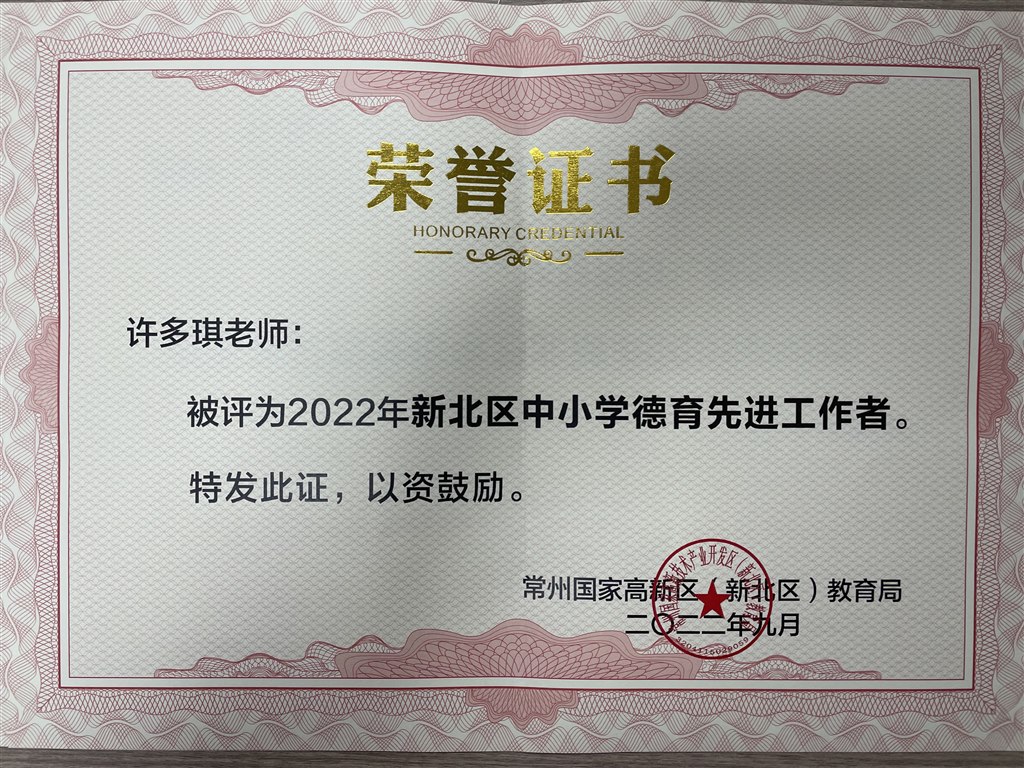 荣誉证书
HONORARY CREDENTIAL
许多琪老师：
被评为2022年新北区中小学德育先进工作者。
特发此证，以资鼓励。
常州国家高新区（新北区）教育局
二〇二二年九月